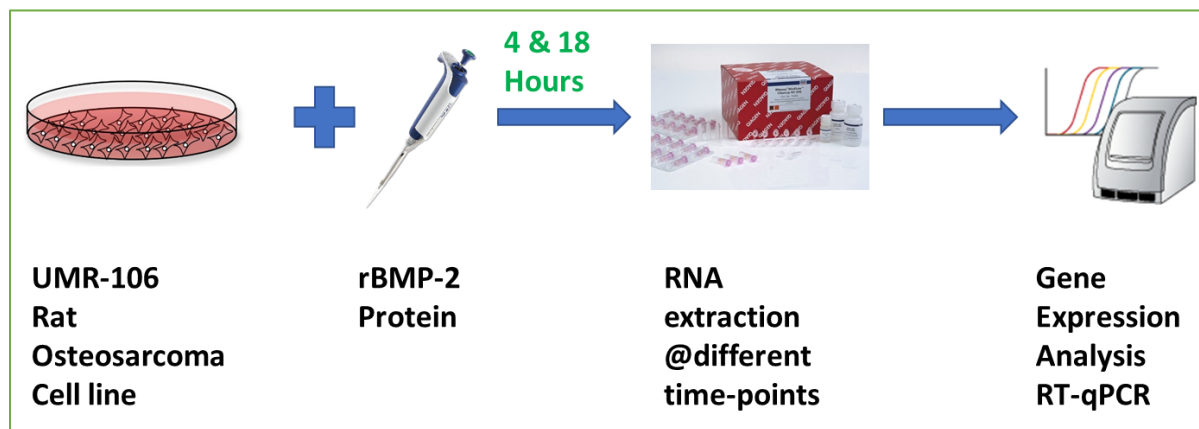 4 & 18
Hours
QIAGEN
UMR-106
Rat
Osteosarcoma
Cell line
rBMP-2
Protein
RNA
extraction
@different
time-points
Gene
Expression
Analysis
RT-qPCR